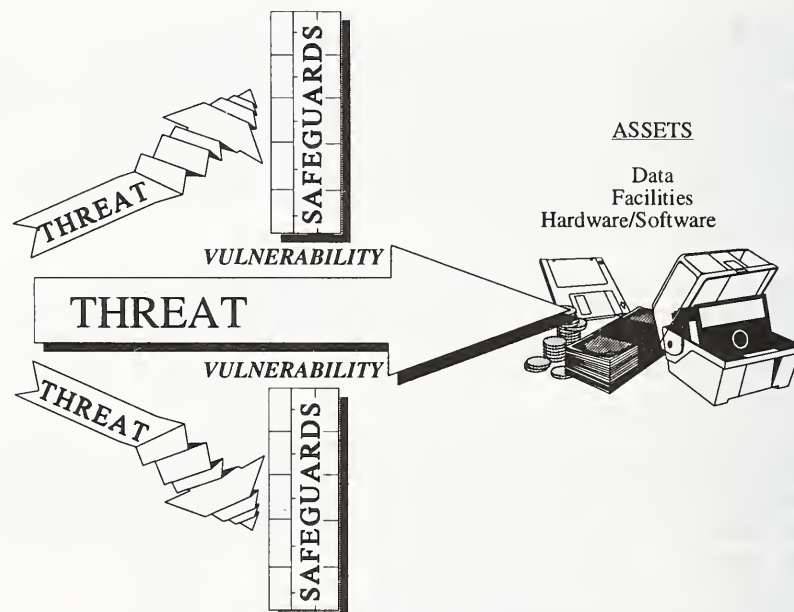 THREAT
SAFEGUARDS
ASSETS
Data
Facilities
Hardware/Software
VULNERABILITY
THREAT
VULNERABILITY
THREAT
SAFEGUARDS